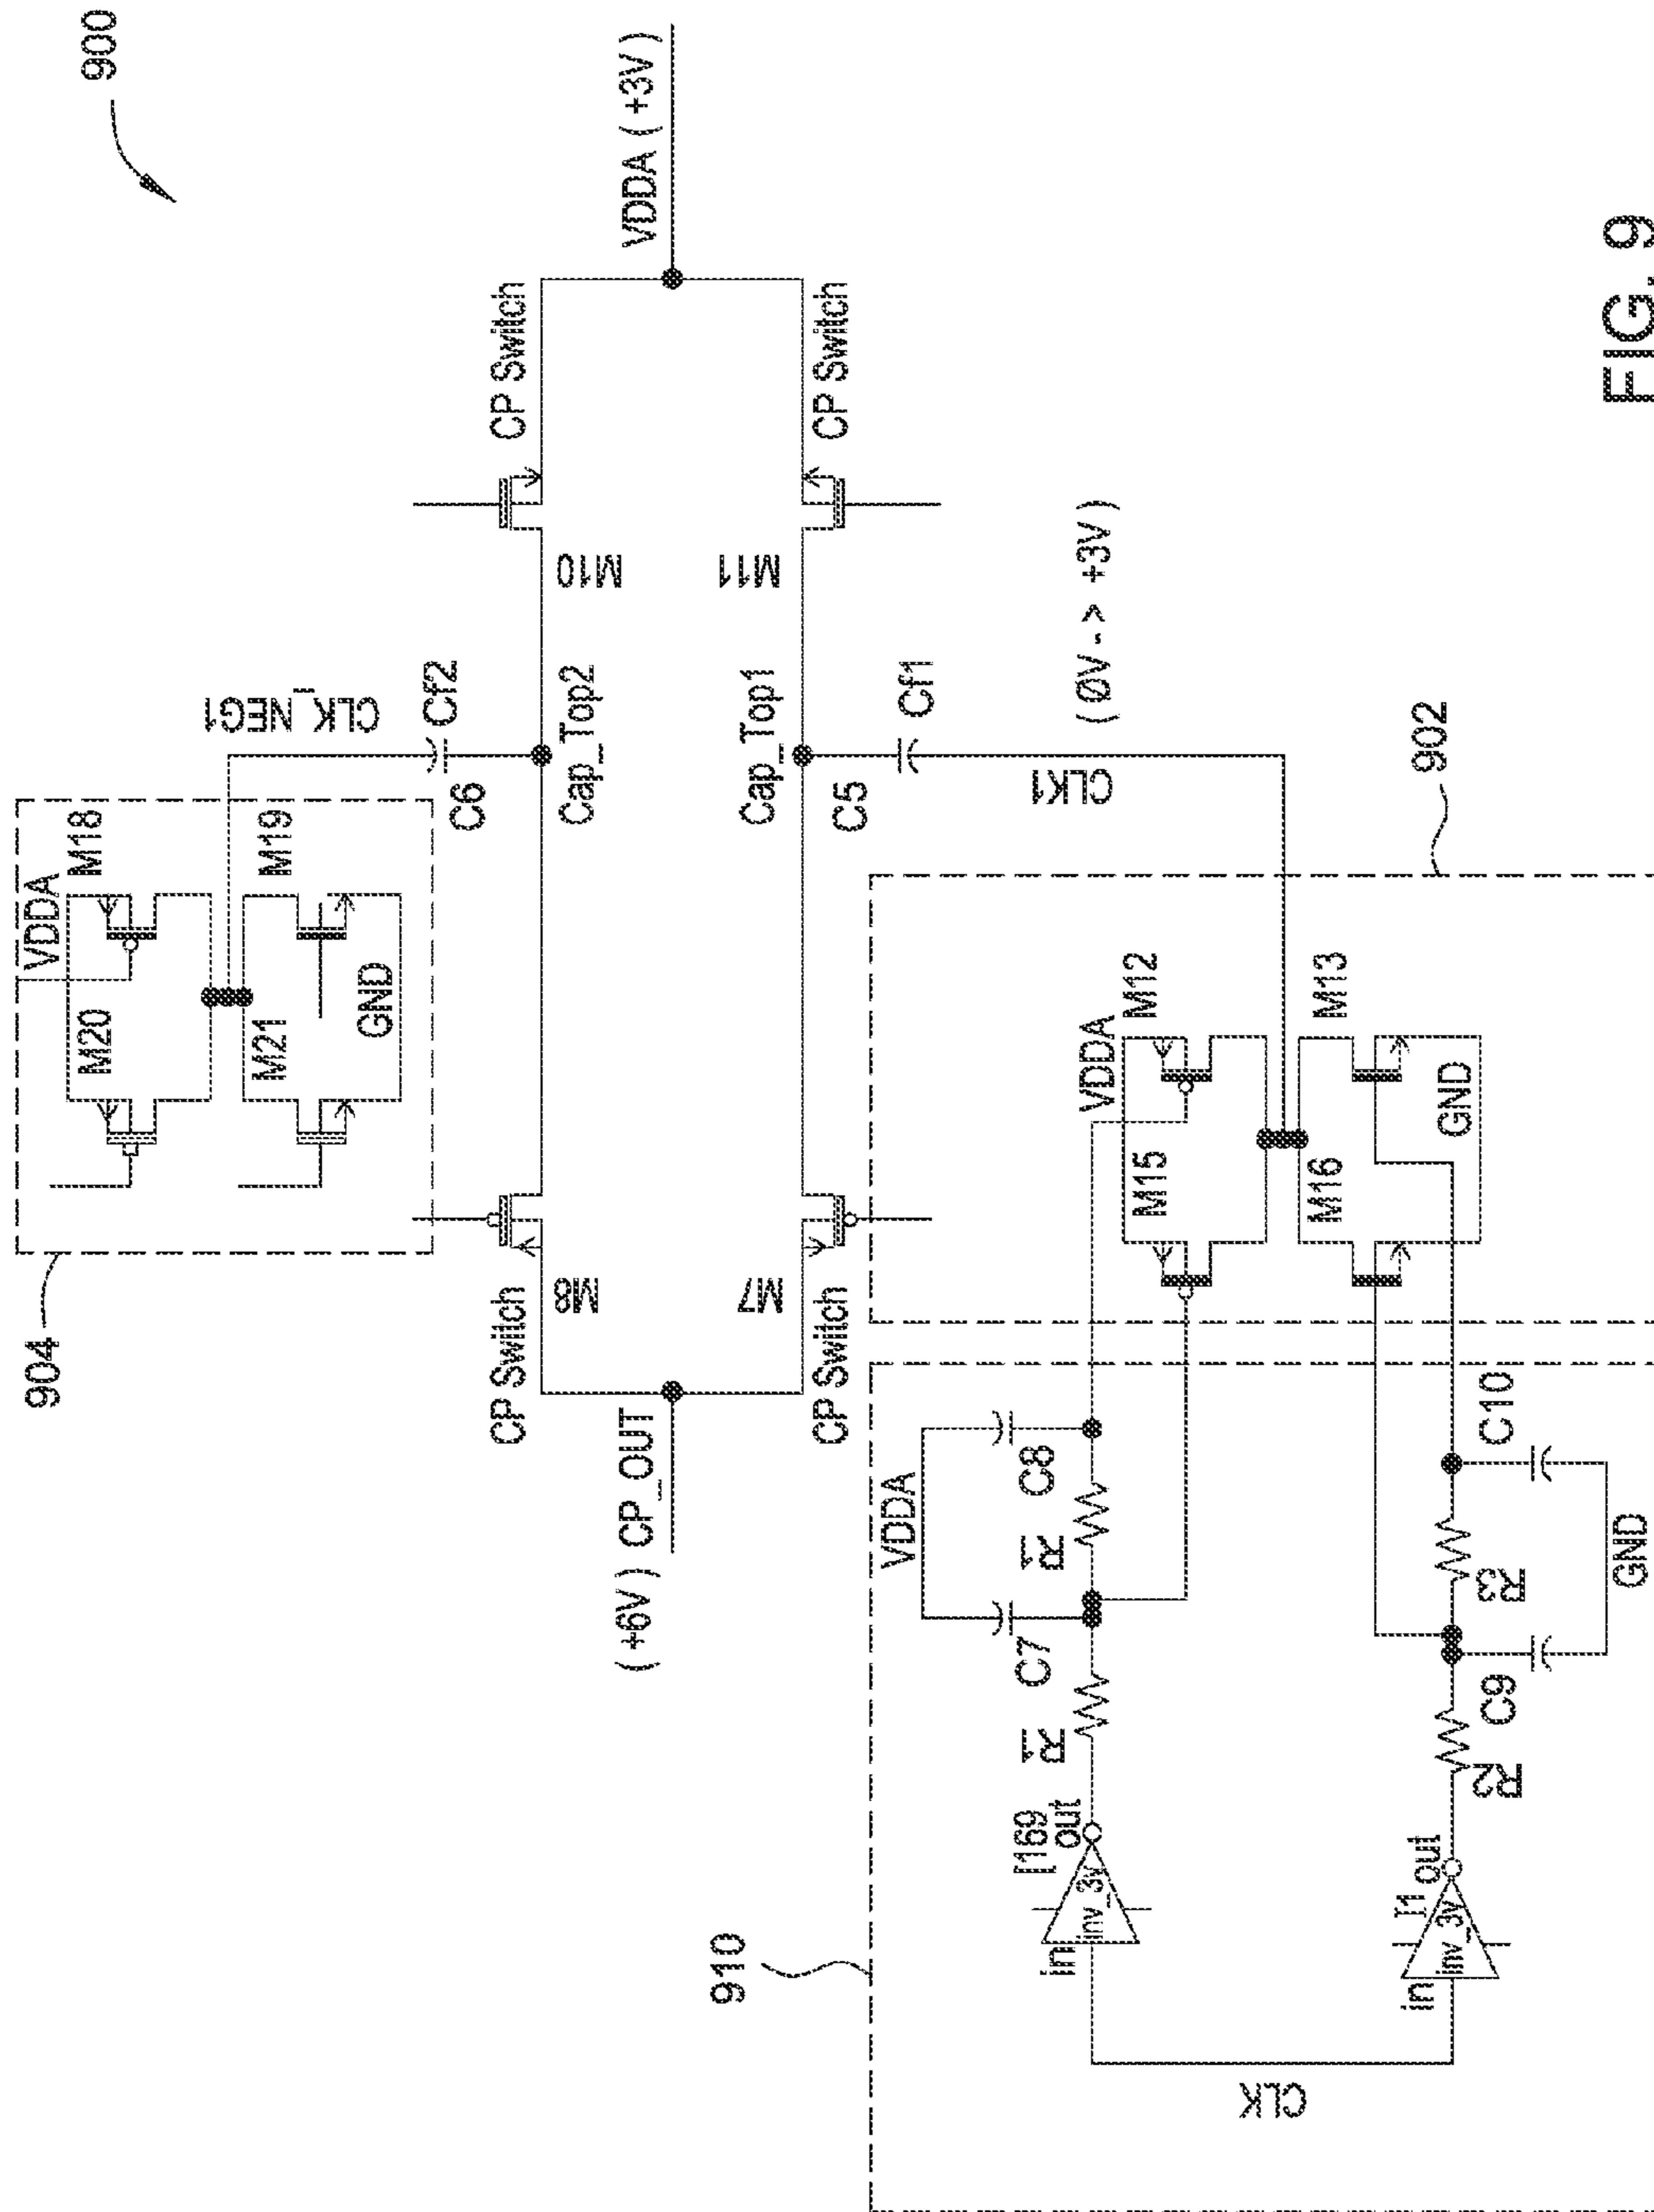 900
904
VDDA
M20
M18
M21
M19
GND
CLK_NEG1
C6
Cf2
CP Switch
CP Switch
M8
Cap_Top2
M10
(+6V) CP_OUT
VDDA (+3V)
M7
Cap_Top1
M11
CP Switch
CP Switch
C5
Cf1
CLK1
(0V -> +3V)
902
910
VDDA
C7
C8
R1
R1
I169
in
inv_3v
out
VDDA
M15
M12
M16
M13
GND
CLK
I1
in
inv_3v
out
R2
C9
R3
C10
GND
FIG. 9